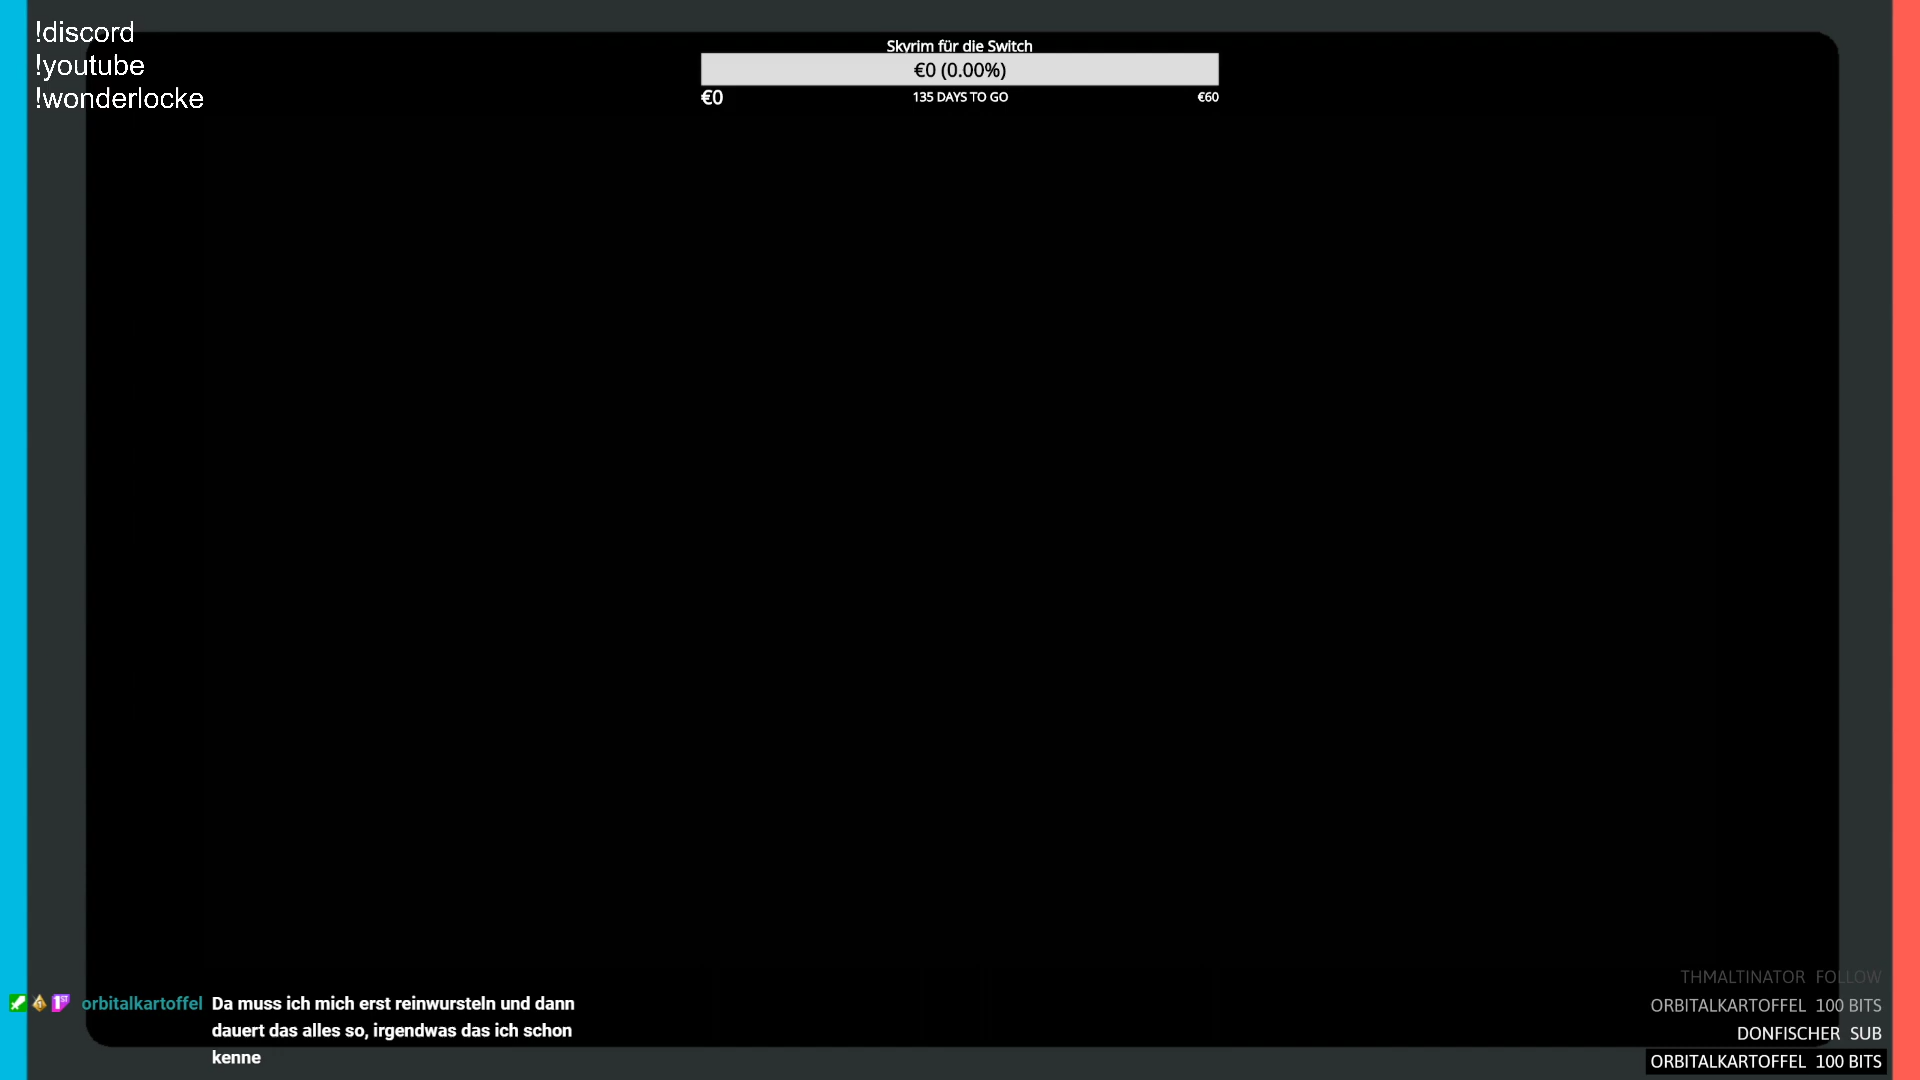 !discord
!youtube
!wonderlocke
Skyrim für die Switch
€0 (0.00%)
€0 135 DAYS TO GO €60
orbitalkartoffel Da muss ich mich erst reinwursteln und dann
dauert das alles so, irgendwas das ich schon
kenne
THMALTINATOR FOLLOW
ORBITALKARTOFFEL 100 BITS
DONFISCHER SUB
ORBITALKARTOFFEL 100 BITS